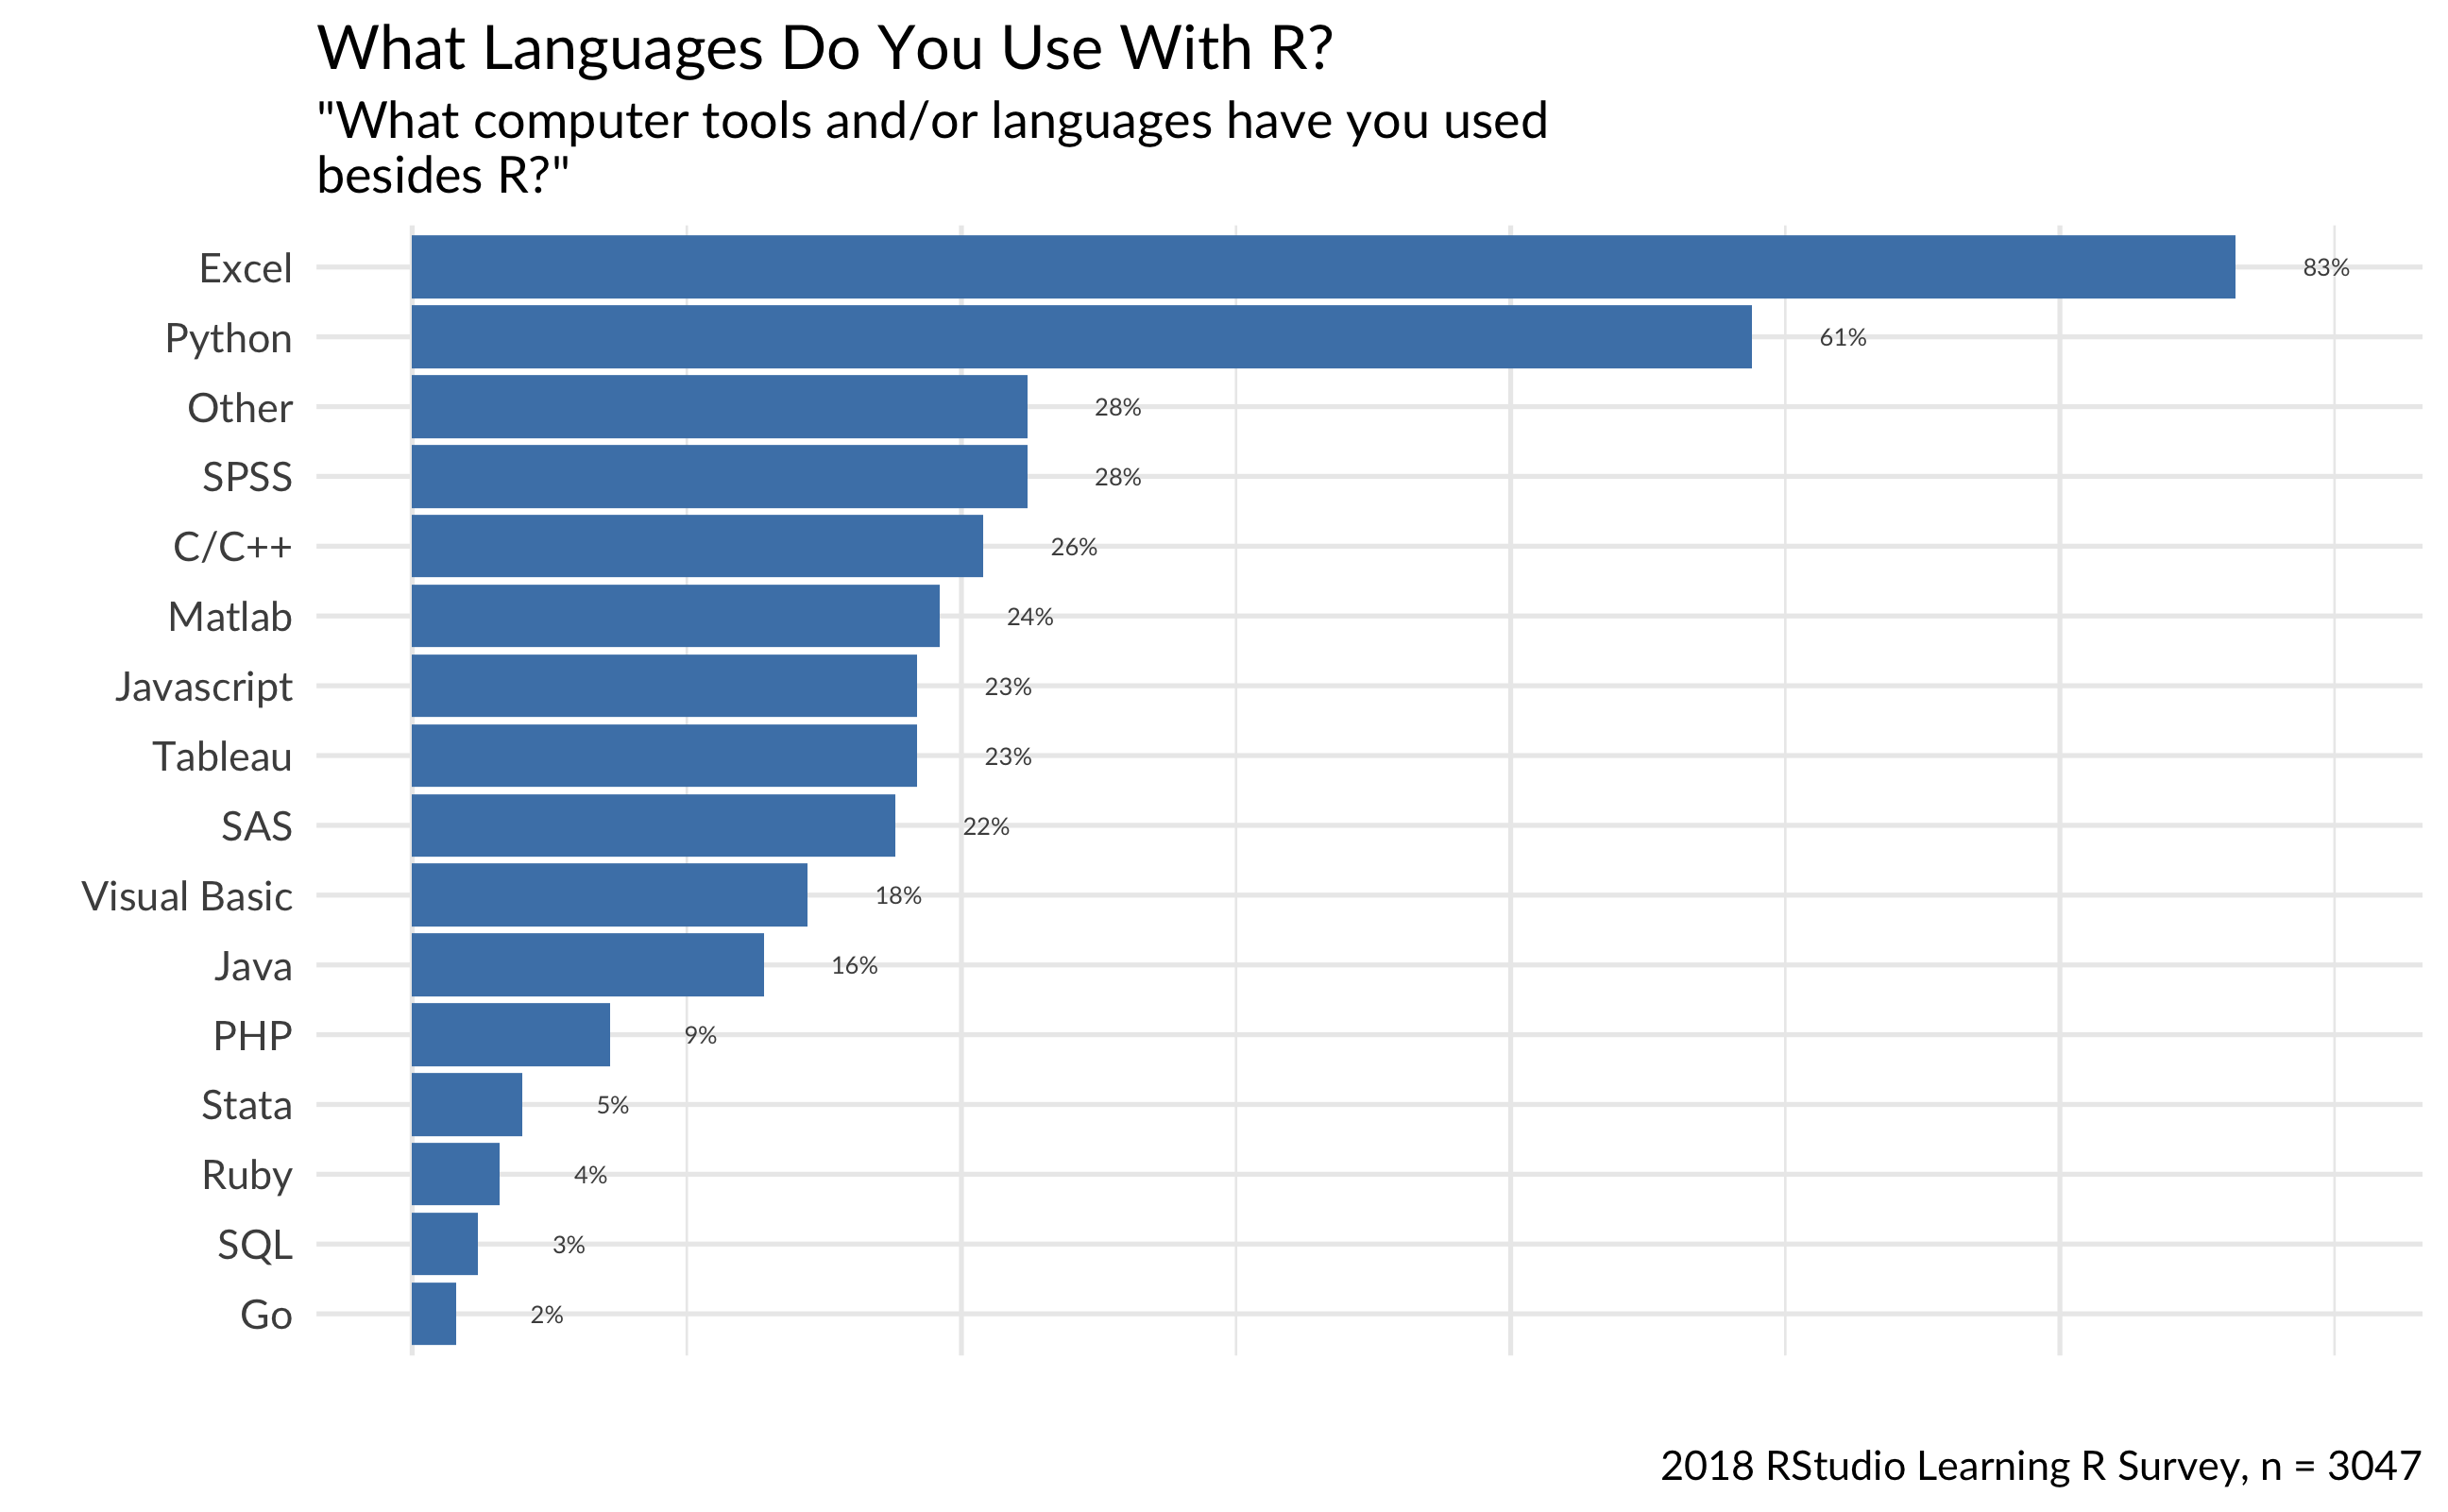 What Languages Do You Use With R?
"What computer tools and/or languages have you used
besides R?"
Excel 83%
Python 61%
Other 28%
SPSS 28%
C/C++ 26%
Matlab 24%
Javascript 23%
Tableau 23%
SAS 22%
Visual Basic 18%
Java 16%
PHP 9%
Stata 5%
Ruby 4%
SQL 3%
Go 2%
2018 RStudio Learning R Survey, n = 3047